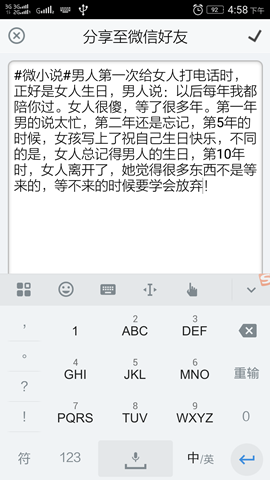 3G 3G 2G 92 4:58 下午
分享至微信好友
#微小说#男人第一次给女人打电话时，
正好是女人生日，男人说：以后每年我都
陪你过。女人很傻，等了很多年。第一年
男的说太忙，第二年还是忘记，第5年的
时候，女孩写上了祝自己生日快乐，不同
的是，女人总记得男人的生日，第10年
时，女人离开了，她觉得很多东西不是等
来的，等不来的时候要学会放弃！
， 1 2 ABC 3 DEF
。 4 GHI 5 JKL 6 MNO 重输
？
！ 7 PQRS 8 TUV 9 WXYZ 0
符 123 中/英